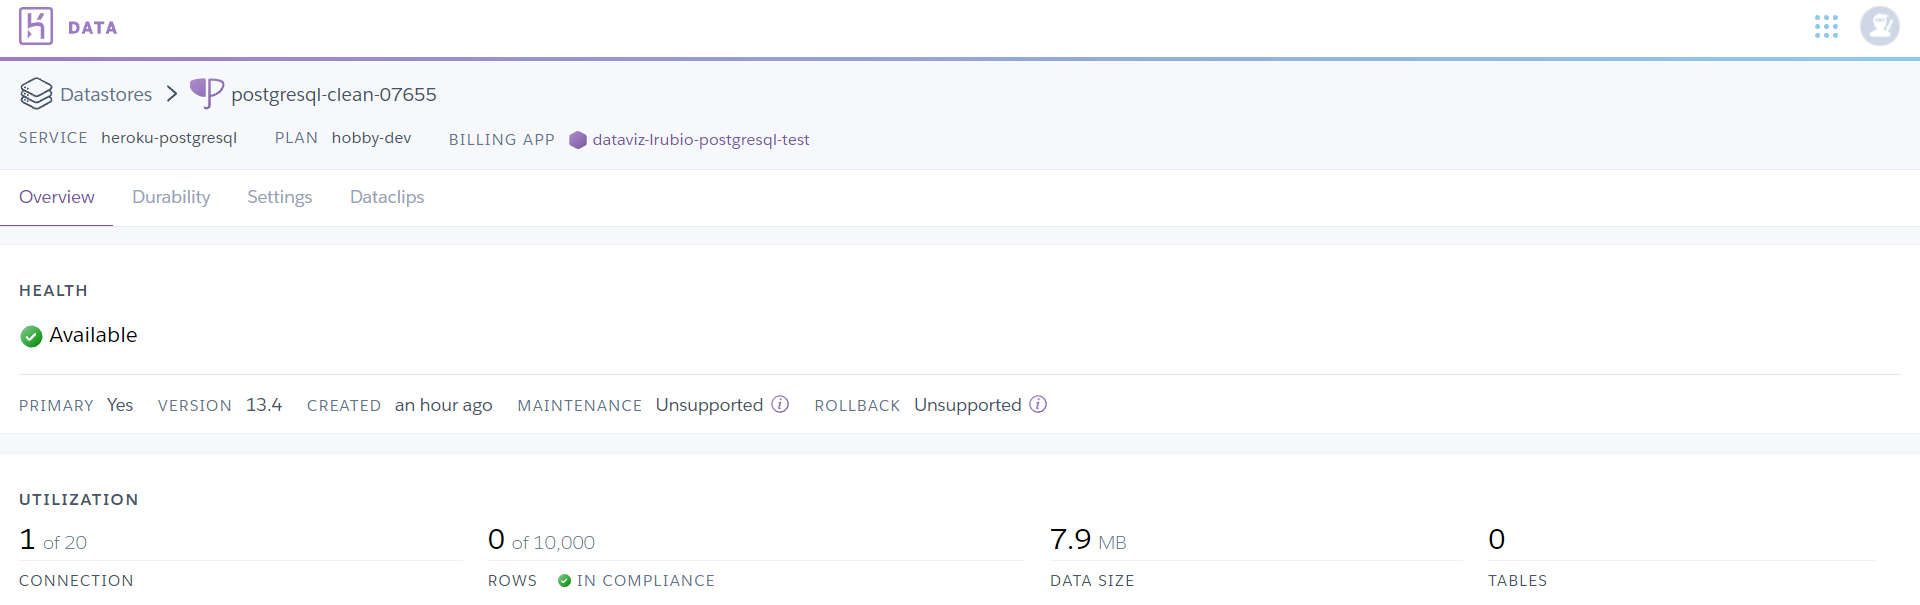 DATA
Datastores > postgresql-clean-07655
SERVICE heroku-postgresql PLAN hobby-dev BILLING APP dataviz-lrubio-postgresql-test
Overview Durability Settings Dataclips
HEALTH
Available
PRIMARY Yes VERSION 13.4 CREATED an hour ago MAINTENANCE Unsupported i ROLLBACK Unsupported i
UTILIZATION
1 of 20 0 of 10,000 7.9 MB 0
CONNECTION ROWS IN COMPLIANCE DATA SIZE TABLES